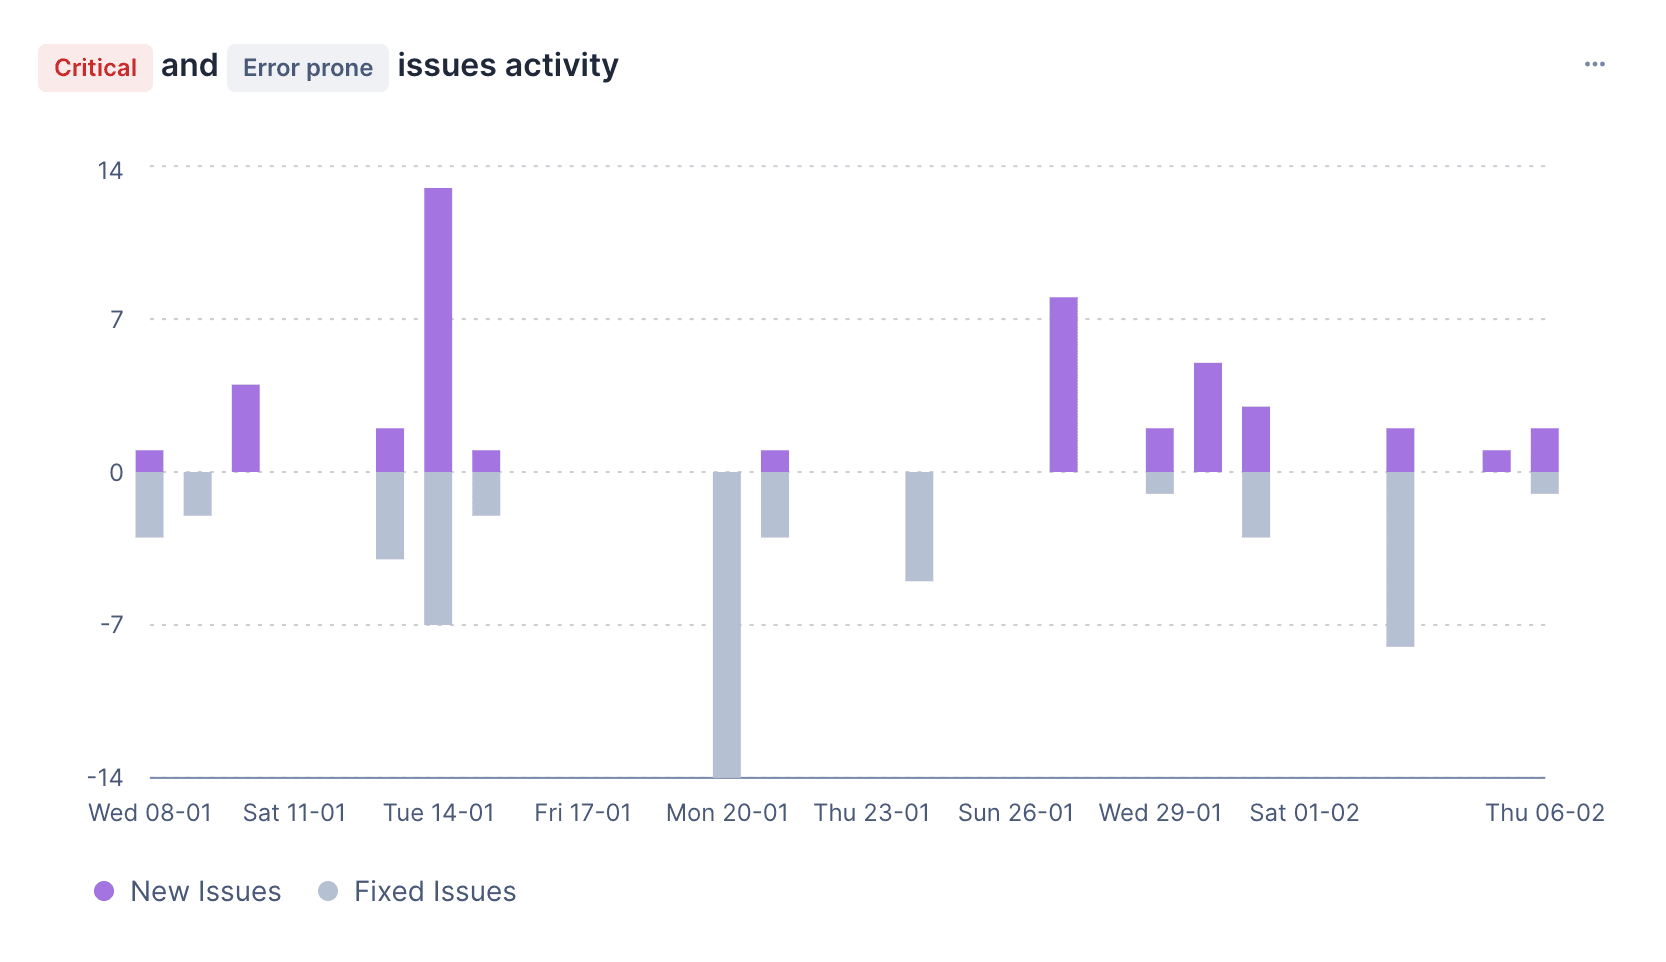 Critical and Error prone issues activity
14
7
0
-7
-14
Wed 08-01 Sat 11-01 Tue 14-01 Fri 17-01 Mon 20-01 Thu 23-01 Sun 26-01 Wed 29-01 Sat 01-02 Thu 06-02
New Issues Fixed Issues